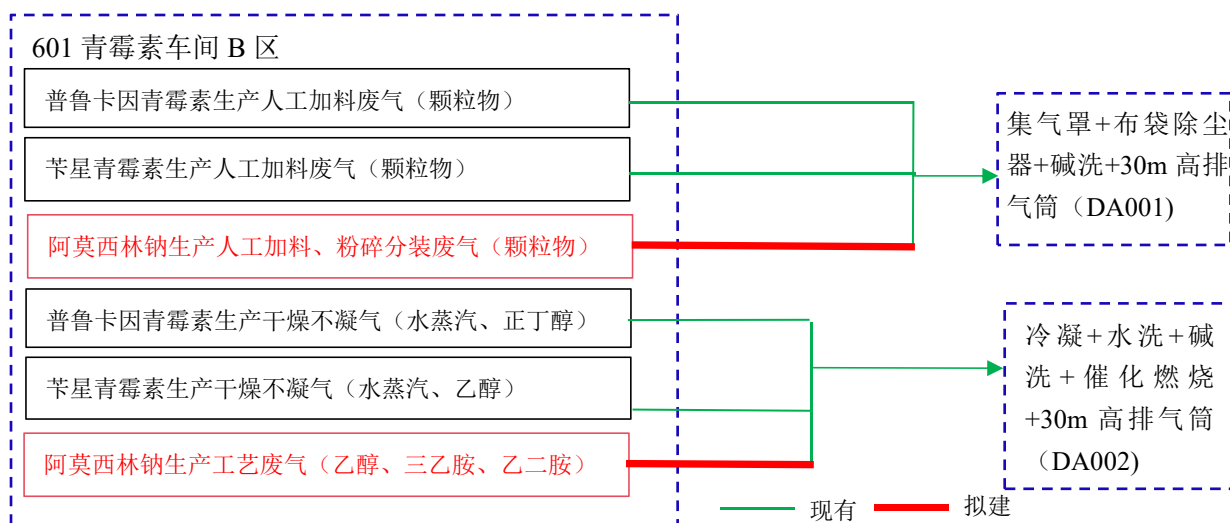 601 青霉素车间 B 区
普鲁卡因青霉素生产人工加料废气（颗粒物）
苄星青霉素生产人工加料废气（颗粒物）
阿莫西林钠生产人工加料、粉碎分装废气（颗粒物）
普鲁卡因青霉素生产干燥不凝气（水蒸汽、正丁醇）
苄星青霉素生产干燥不凝气（水蒸汽、乙醇）
阿莫西林钠生产工艺废气（乙醇、三乙胺、乙二胺）
集气罩+布袋除尘
器+碱洗+30m 高排
气筒（DA001)
冷凝+水洗+碱
洗+催化燃烧
+30m 高排气筒
（DA002)
现有
拟建